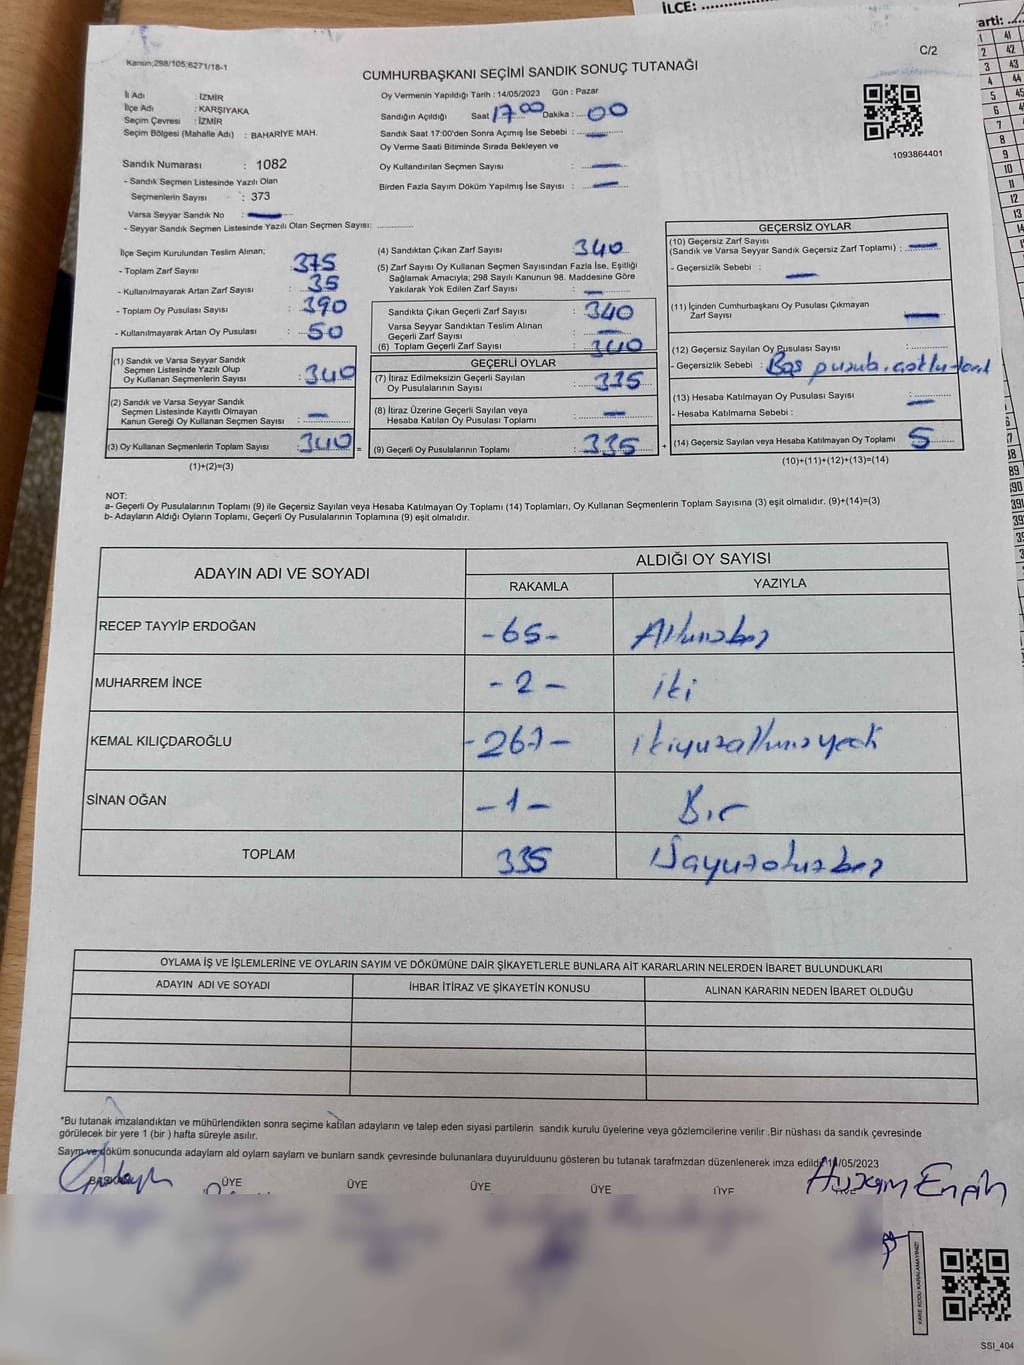 İLÇE: ..............
arti: ....
Kanun:298/105;6271/18-1
C/2
CUMHURBAŞKANI SEÇİMİ SANDIK SONUÇ TUTANAĞI
İl Adı : İZMİR
İlçe Adı : KARŞIYAKA
Seçim Çevresi : İZMİR
Seçim Bölgesi (Mahalle Adı) : BAHARİYE MAH.
Sandık Numarası : 1082
- Sandık Seçmen Listesinde Yazılı Olan
Seçmenlerin Sayısı : 373
Varsa Seyyar Sandık No : —
- Seyyar Sandık Seçmen Listesinde Yazılı Olan Seçmen Sayısı: ..............
Oy Vermenin Yapıldığı Tarih : 14/05/2023 Gün : Pazar
Sandığın Açıldığı Saat 17.00 Dakika : 00
Sandık Saat 17:00'den Sonra Açımış İse Sebebi : —
Oy Verme Saati Bitiminde Sırada Bekleyen ve
Oy Kullandırılan Seçmen Sayısı : —
Birden Fazla Sayım Döküm Yapılmış İse Sayısı : —
1093864401
İlçe Seçim Kurulundan Teslim Alınan;
- Toplam Zarf Sayısı : 375
- Kullanılmayarak Artan Zarf Sayısı : 35
- Toplam Oy Pusulası Sayısı : 390
- Kullanılmayarak Artan Oy Pusulası : 50
(1) Sandık ve Varsa Seyyar Sandık
Seçmen Listesinde Yazılı Olup
Oy Kullanan Seçmenlerin Sayısı : 340
(2) Sandık ve Varsa Seyyar Sandık
Seçmen Listesinde Kayıtlı Olmayan
Kanun Gereği Oy Kullanan Seçmen Sayısı : —
(3) Oy Kullanan Seçmenlerin Toplam Sayısı : 340 =
(1)+(2)=(3)
(4) Sandıktan Çıkan Zarf Sayısı : 340
(5) Zarf Sayısı Oy Kullanan Seçmen Sayısından Fazla İse, Eşitliği
Sağlamak Amacıyla; 298 Sayılı Kanunun 98. Maddesine Göre
Yakılarak Yok Edilen Zarf Sayısı : —
Sandıkta Çıkan Geçerli Zarf Sayısı : 340
Varsa Seyyar Sandıktan Teslim Alınan
Geçerli Zarf Sayısı : —
(6) Toplam Geçerli Zarf Sayısı : 340
GEÇERLİ OYLAR
(7) İtiraz Edilmeksizin Geçerli Sayılan
Oy Pusulalarının Sayısı : 335
(8) İtiraz Üzerine Geçerli Sayılan veya
Hesaba Katılan Oy Pusulası Toplamı : —
(9) Geçerli Oy Pusulalarının Toplamı : 335 +
GEÇERSİZ OYLAR
(10) Geçersiz Zarf Sayısı
(Sandık ve Varsa Seyyar Sandık Geçersiz Zarf Toplamı) : —
- Geçersizlik Sebebi : —
(11) İçinden Cumhurbaşkanı Oy Pusulası Çıkmayan
Zarf Sayısı : —
(12) Geçersiz Sayılan Oy Pusulası Sayısı : ..............
- Geçersizlik Sebebi :
(13) Hesaba Katılmayan Oy Pusulası Sayısı : —
- Hesaba Katılmama Sebebi :
(14) Geçersiz Sayılan veya Hesaba Katılmayan Oy Toplamı : 5
(10)+(11)+(12)+(13)=(14)
NOT:
a- Geçerli Oy Pusulalarının Toplamı (9) ile Geçersiz Sayılan veya Hesaba Katılmayan Oy Toplamı (14) Toplamları, Oy Kullanan Seçmenlerin Toplam Sayısına (3) eşit olmalıdır. (9)+(14)=(3)
b- Adayların Aldığı Oyların Toplamı, Geçerli Oy Pusulalarının Toplamına (9) eşit olmalıdır.
ADAYIN ADI VE SOYADI ALDIĞI OY SAYISI
RAKAMLA YAZIYLA
RECEP TAYYİP ERDOĞAN -65- Altmışbeş
MUHARREM İNCE -2- iki
KEMAL KILIÇDAROĞLU -267- ikiyüzaltmışyedi
SİNAN OĞAN -1- Bir
TOPLAM 335 Üçyüzotuzbeş
OYLAMA İŞ VE İŞLEMLERİNE VE OYLARIN SAYIM VE DÖKÜMÜNE DAİR ŞİKAYETLERLE BUNLARA AİT KARARLARIN NELERDEN İBARET BULUNDUKLARI
ADAYIN ADI VE SOYADI İHBAR İTİRAZ VE ŞİKAYETİN KONUSU ALINAN KARARIN NEDEN İBARET OLDUĞU
*Bu tutanak imzalandıktan ve mühürlendikten sonra seçime katılan adayların ve talep eden siyasi partilerin sandık kurulu üyelerine veya gözlemcilerine verilir .Bir nüshası da sandık çevresinde
görülecek bir yere 1 (bir ) hafta süreyle asılır.
Sayım ve döküm sonucunda adayların ald oyların sayların ve bunların sandk çevresinde bulunanlara duyurulduunu gösteren bu tutanak tarafmzdan düzenlenerek imza edildi 14/05/2023
BAŞKAN ÜYE ÜYE ÜYE ÜYE ÜYE ÜYE
KARE KODU KARALAMAYINIZ!
SSI_404